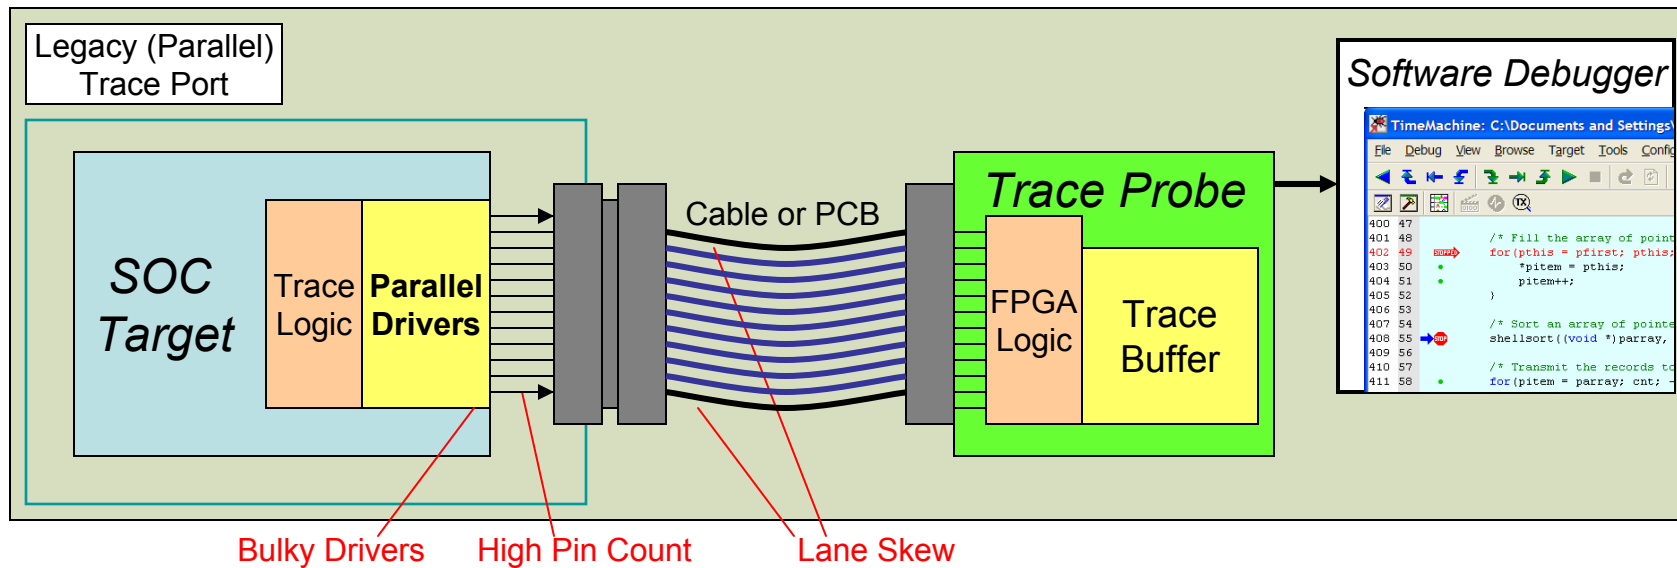 Legacy (Parallel)
Trace Port
SOC
Target
Trace
Logic
Parallel
Drivers
Cable or PCB
Trace Probe
FPGA
Logic
Trace
Buffer
Software Debugger
TimeMachine: C:\Documents and Settings\
File Debug View Browse Target Tools Config
TX
400 47
401 48 /* Fill the array of point
402 49 STOPPED for(pthis = pfirst; pthis;
403 50 *pitem = pthis;
404 51 pitem++;
405 52 }
406 53
407 54 /* Sort an array of pointe
408 55 STOP shellsort((void *)parray,
409 56
410 57 /* Transmit the records to
411 58 for(pitem = parray; cnt; -
Bulky Drivers
High Pin Count
Lane Skew